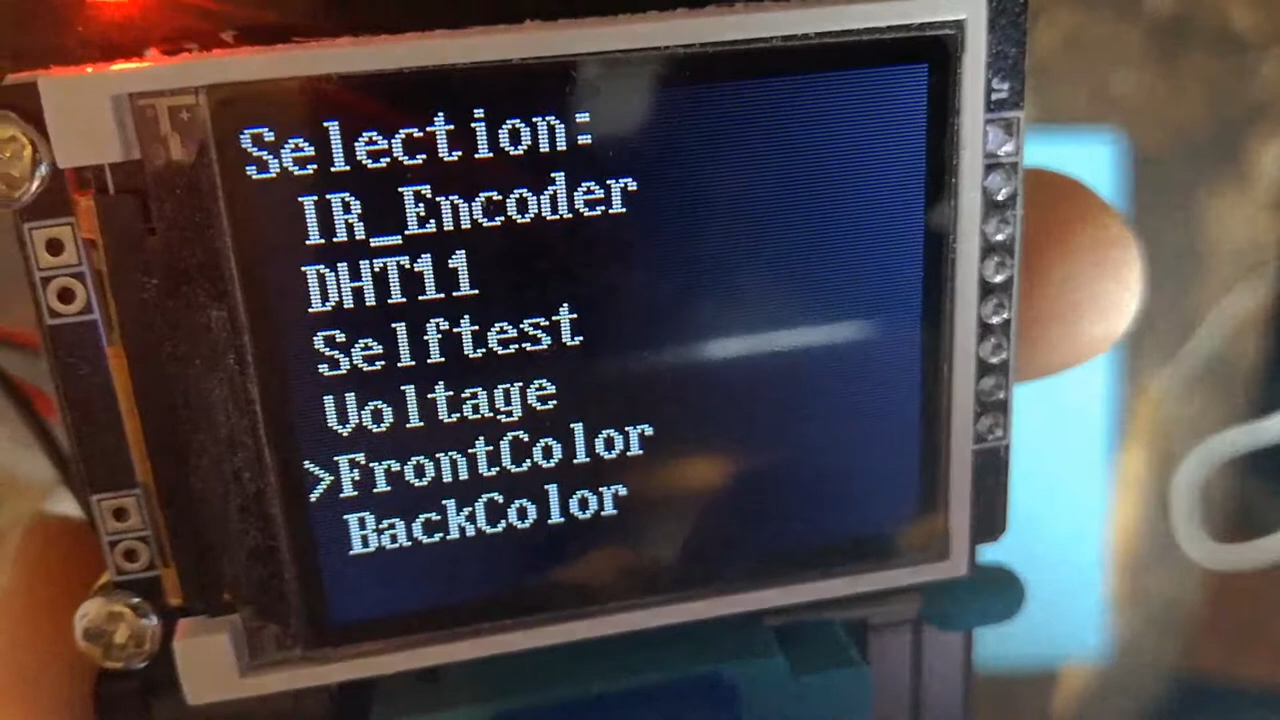 Selection:
IR_Encoder
DHT11
Selftest
Voltage
>FrontColor
BackColor